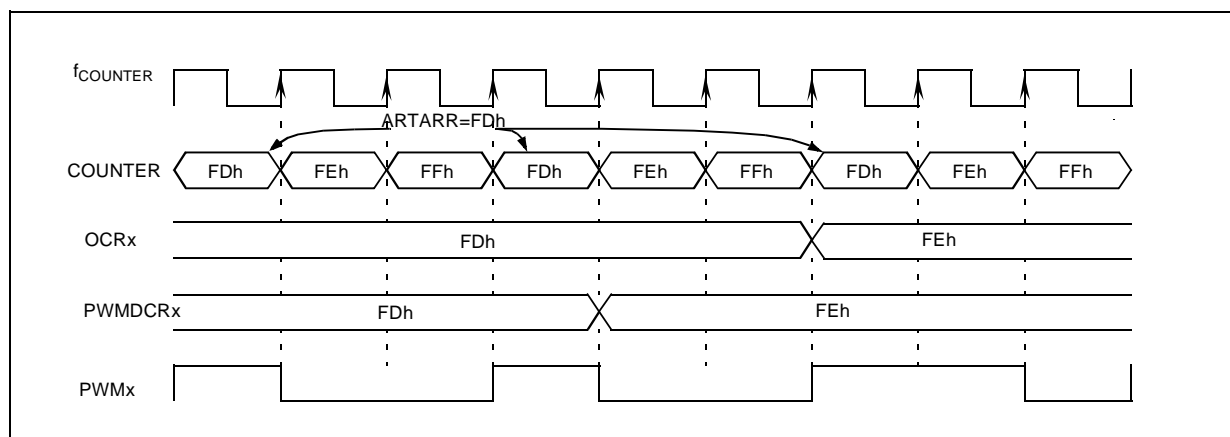 fCOUNTER
ARTARR=FDh
COUNTER FDh FEh FFh FDh FEh FFh FDh FEh FFh
OCRx FDh FEh
PWMDCRx FDh FEh
PWMx